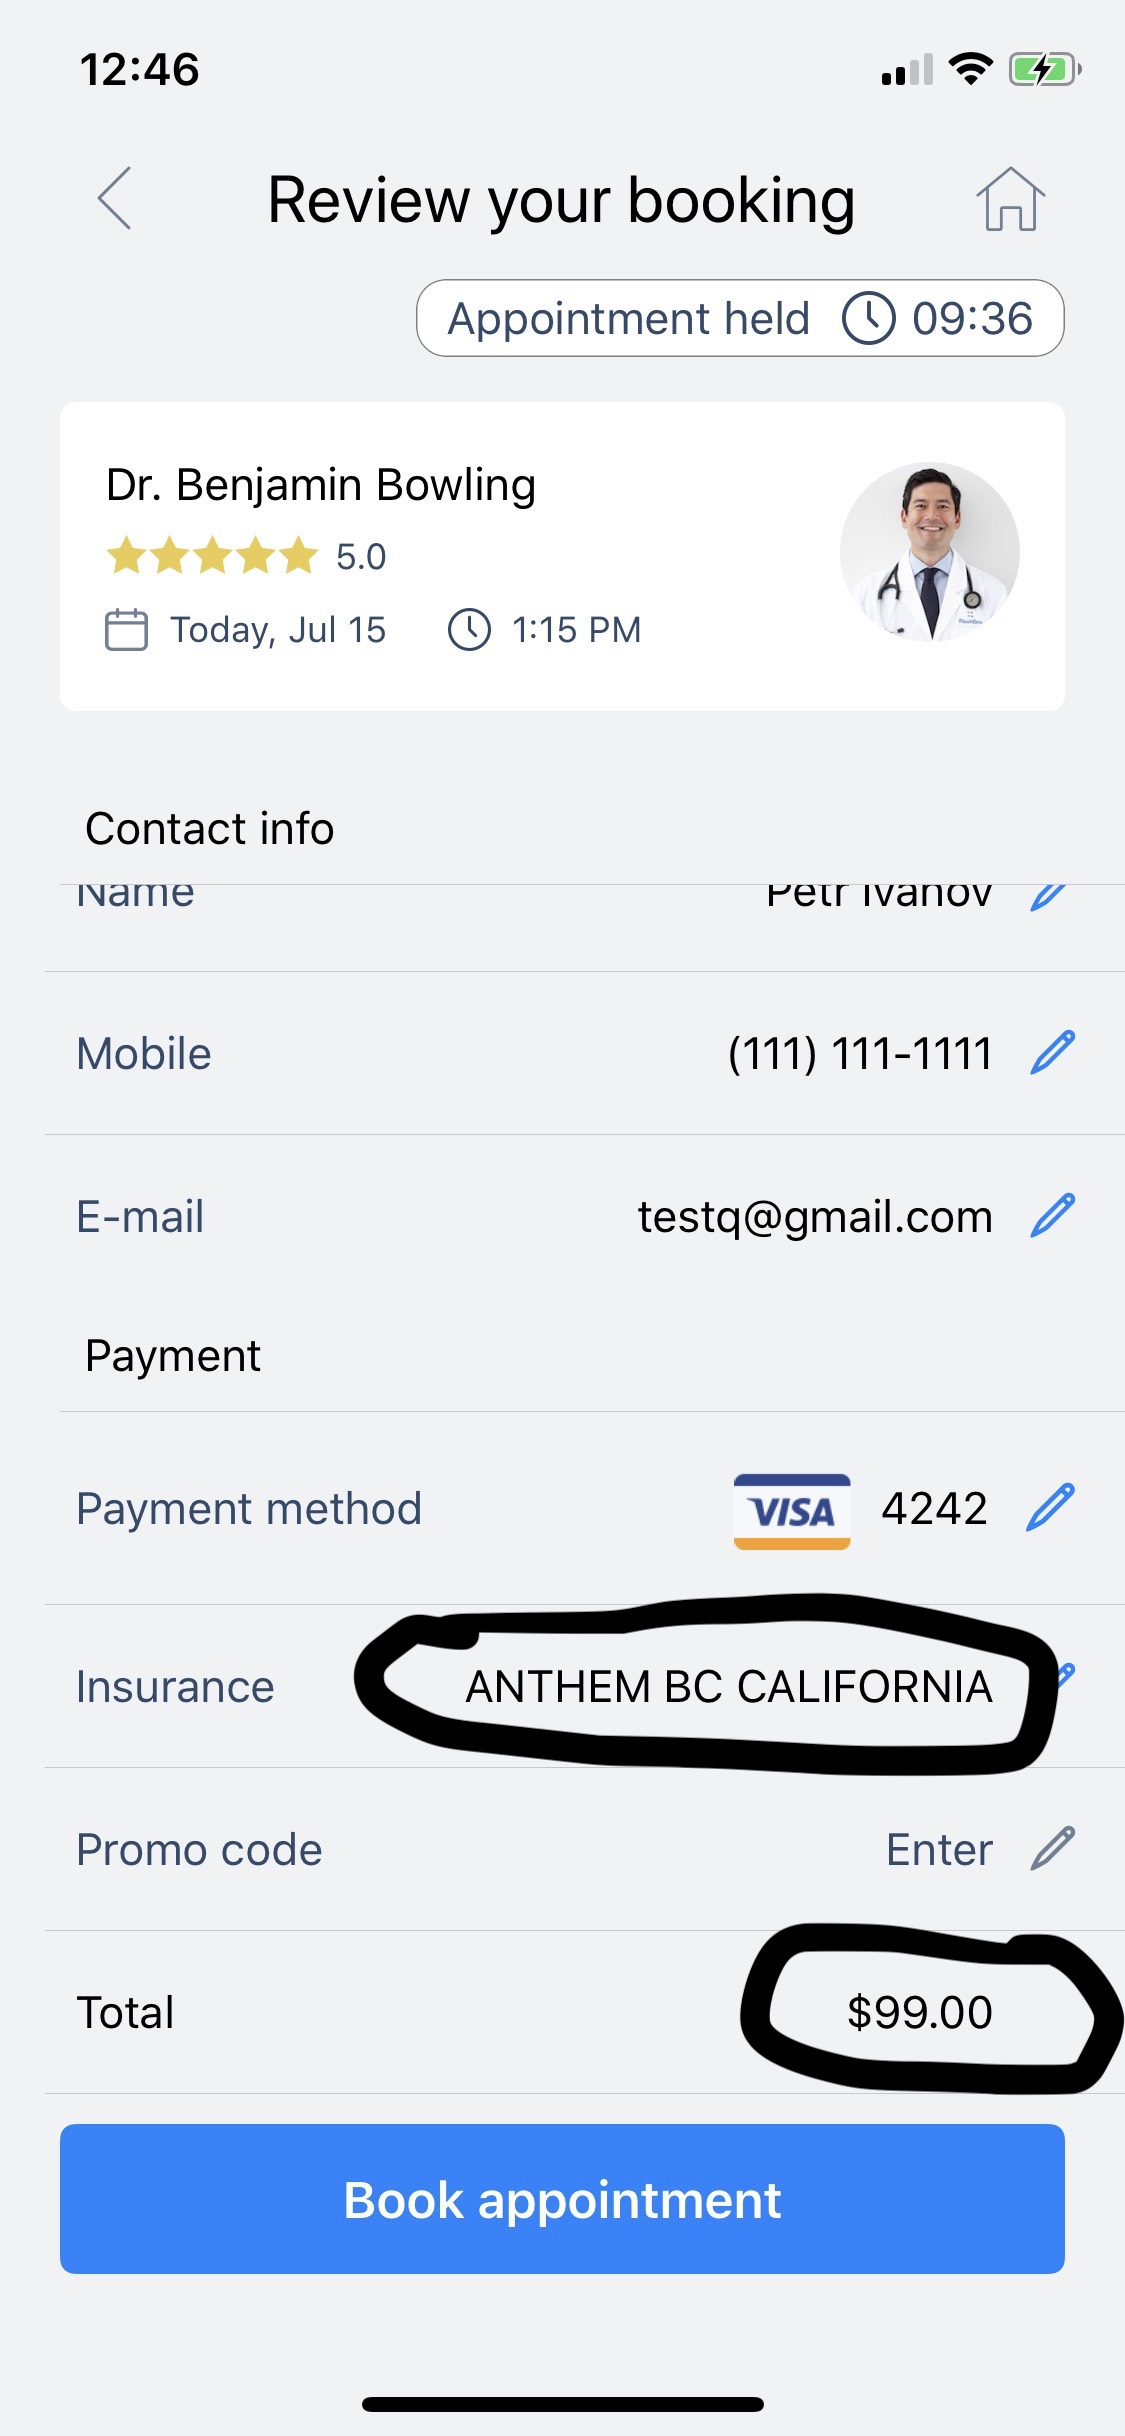 12:46
Review your booking
Appointment held 09:36
Dr. Benjamin Bowling
5.0
Today, Jul 15 1:15 PM
Contact info
Name Petr Ivanov
Mobile (111) 111-1111
E-mail testq@gmail.com
Payment
Payment method VISA 4242
Insurance ANTHEM BC CALIFORNIA
Promo code Enter
Total $99.00
Book appointment